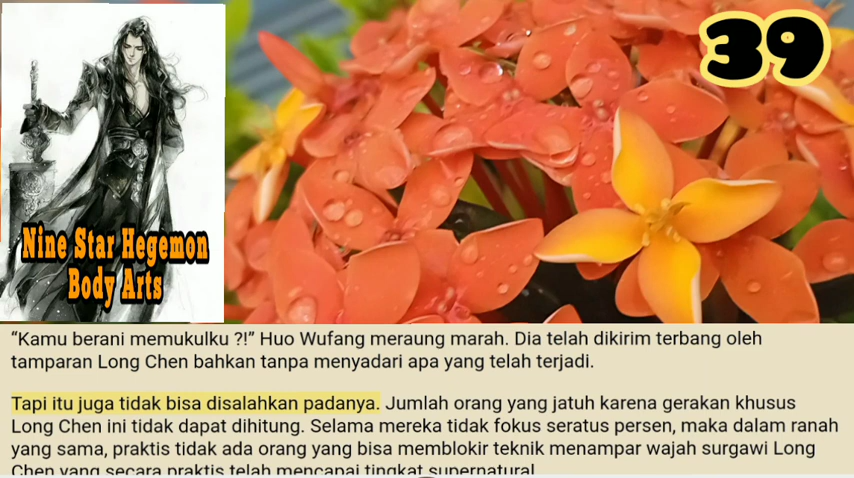 39
Nine Star Hegemon
Body Arts
“Kamu berani memukulku ?!” Huo Wufang meraung marah. Dia telah dikirim terbang oleh
tamparan Long Chen bahkan tanpa menyadari apa yang telah terjadi.
Tapi itu juga tidak bisa disalahkan padanya. Jumlah orang yang jatuh karena gerakan khusus
Long Chen ini tidak dapat dihitung. Selama mereka tidak fokus seratus persen, maka dalam ranah
yang sama, praktis tidak ada orang yang bisa memblokir teknik menampar wajah surgawi Long
Chen yang secara praktis telah mencapai tingkat supernatural